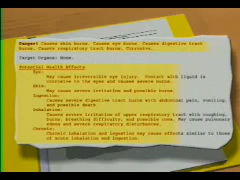 Danger! Causes skin burns. Causes eye burns. Causes digestive tract
burns. Causes respiratory tract burns. Corrosive.
Target Organs: None.
Potential Health Effects
Eye:
May cause irreversible eye injury. Contact with liquid is
corrosive to the eyes and causes severe burns.
Skin:
May cause severe irritation and possible burns.
Ingestion:
Causes severe digestive tract burns with abdominal pain, vomiting,
and possible death.
Inhalation:
Causes severe irritation of upper respiratory tract with coughing,
burns, breathing difficulty, and possible coma. May cause pulmonary
edema and severe respiratory disturbances.
Chronic:
Chronic inhalation and ingestion may cause effects similar to those
of acute inhalation and ingestion.